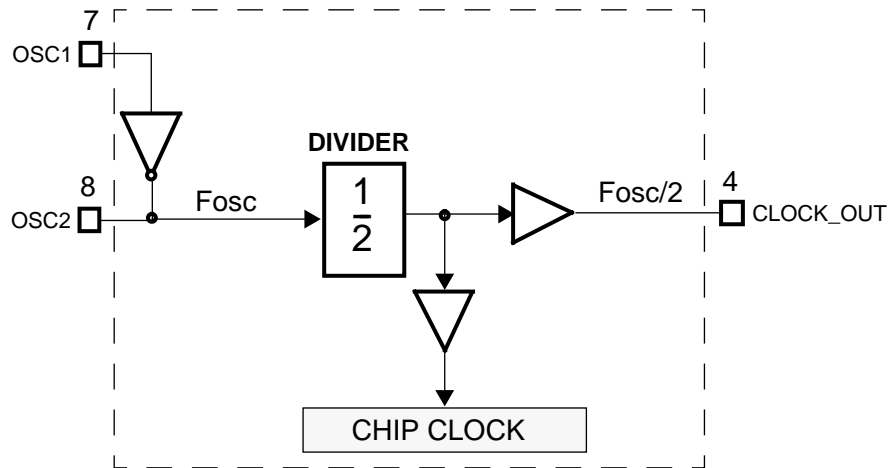 7
OSC1
DIVIDER
8
OSC2
Fosc
1
2
Fosc/2
4
CLOCK_OUT
CHIP CLOCK